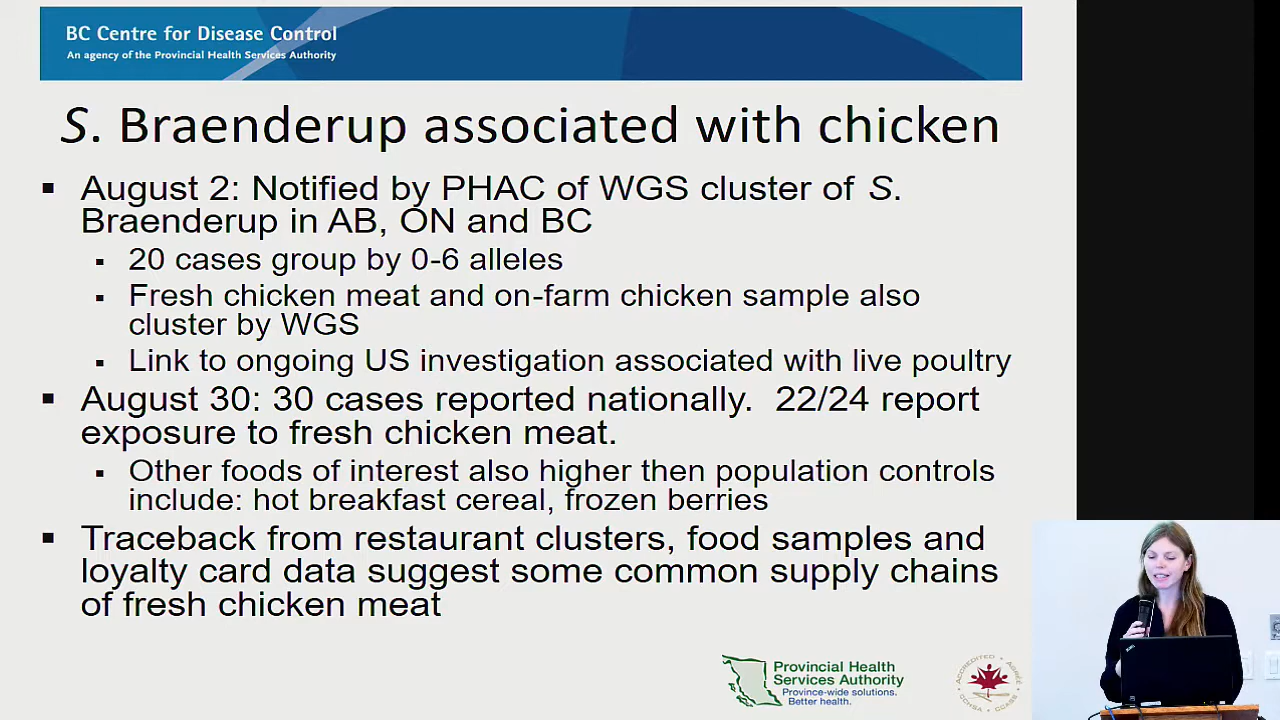 BC Centre for Disease Control
An agency of the Provincial Health Services Authority
S. Braenderup associated with chicken
▪ August 2: Notified by PHAC of WGS cluster of S.
Braenderup in AB, ON and BC
▪ 20 cases group by 0-6 alleles
▪ Fresh chicken meat and on-farm chicken sample also
cluster by WGS
▪ Link to ongoing US investigation associated with live poultry
▪ August 30: 30 cases reported nationally. 22/24 report
exposure to fresh chicken meat.
▪ Other foods of interest also higher then population controls
include: hot breakfast cereal, frozen berries
▪ Traceback from restaurant clusters, food samples and
loyalty card data suggest some common supply chains
of fresh chicken meat
Provincial Health
Services Authority
Province-wide solutions.
Better health.